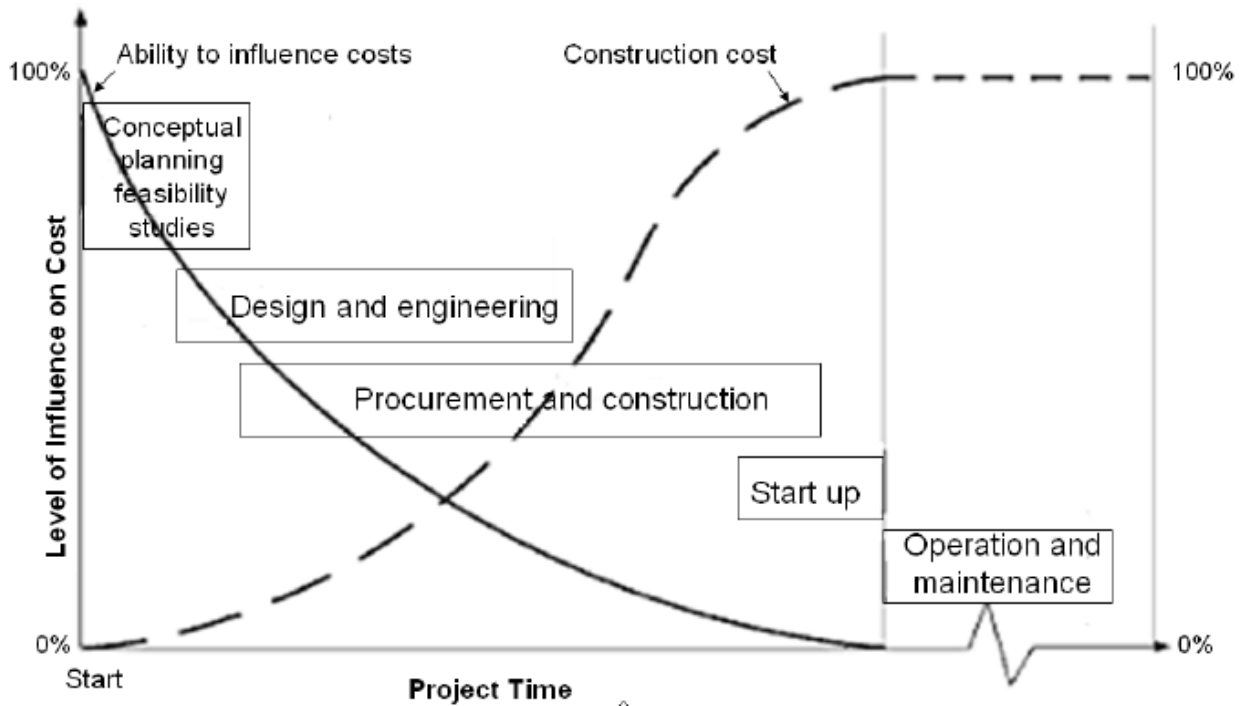 Ability to influence costs
Construction cost
100%
100%
Conceptual
planning
feasibility
studies
Level of Influence on Cost
Design and engineering
Procurement and construction
Start up
Operation and
maintenance
0%
0%
Start
Project Time